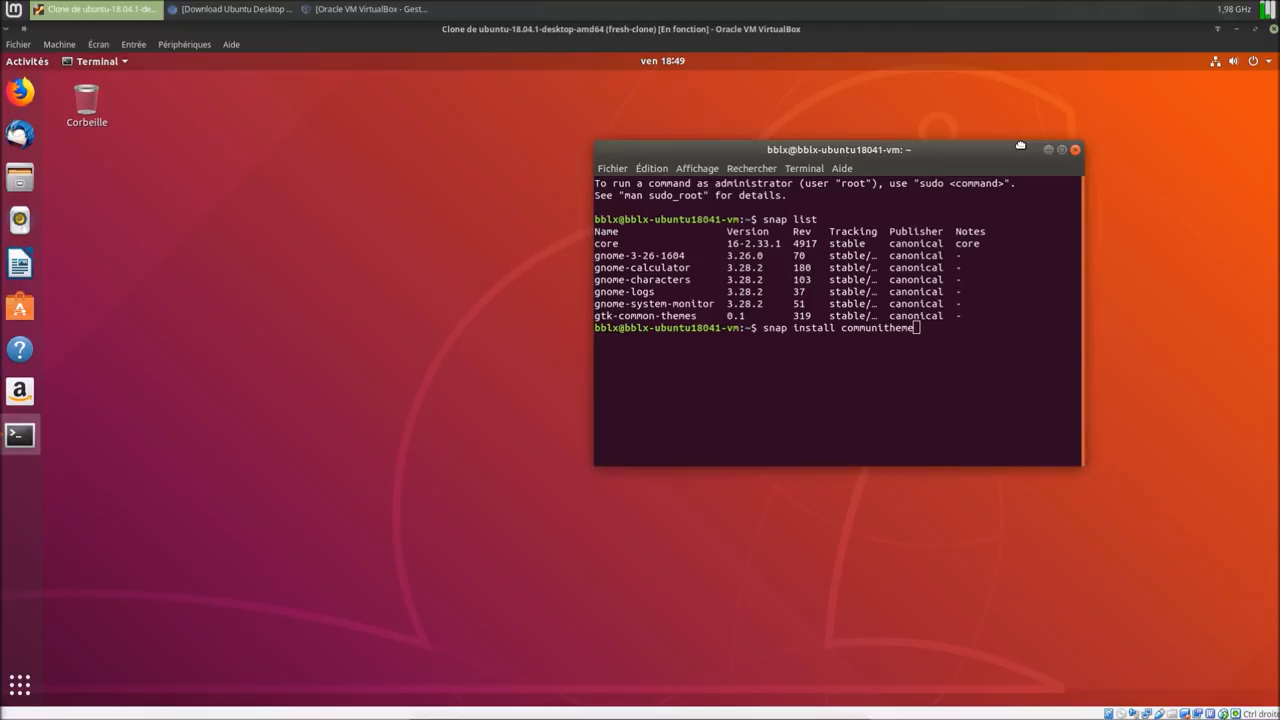 Clone de ubuntu-18.04.1-de... [Download Ubuntu Desktop ... [Oracle VM VirtualBox - Gest... 1,98 GHz
Clone de ubuntu-18.04.1-desktop-amd64 (fresh-clone) [En fonction] - Oracle VM VirtualBox
Fichier Machine Écran Entrée Périphériques Aide
Activités Terminal ven 18:49
Corbeille
bblx@bblx-ubuntu18041-vm: ~
Fichier Édition Affichage Rechercher Terminal Aide
To run a command as administrator (user "root"), use "sudo <command>".
See "man sudo_root" for details.
bblx@bblx-ubuntu18041-vm:~$ snap list
Name Version Rev Tracking Publisher Notes
core 16-2.33.1 4917 stable canonical core
gnome-3-26-1604 3.26.0 70 stable/… canonical -
gnome-calculator 3.28.2 180 stable/… canonical -
gnome-characters 3.28.2 103 stable/… canonical -
gnome-logs 3.28.2 37 stable/… canonical -
gnome-system-monitor 3.28.2 51 stable/… canonical -
gtk-common-themes 0.1 319 stable/… canonical -
bblx@bblx-ubuntu18041-vm:~$ snap install communitheme
Ctrl droite